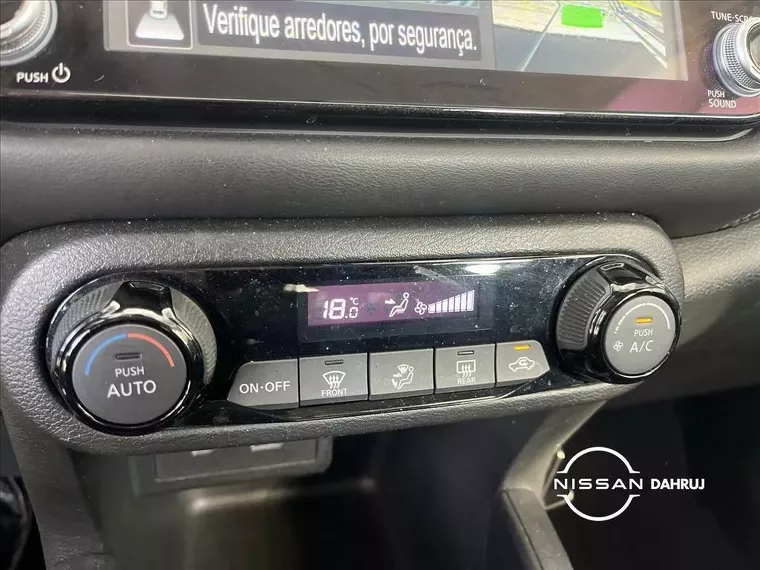 Verifique arredores, por segurança.
PUSH
TUNE-SCROLL
PUSH
SOUND
18.0 °C
PUSH
AUTO
ON·OFF
FRONT
REAR
PUSH
A/C
NISSAN DAHRUJ